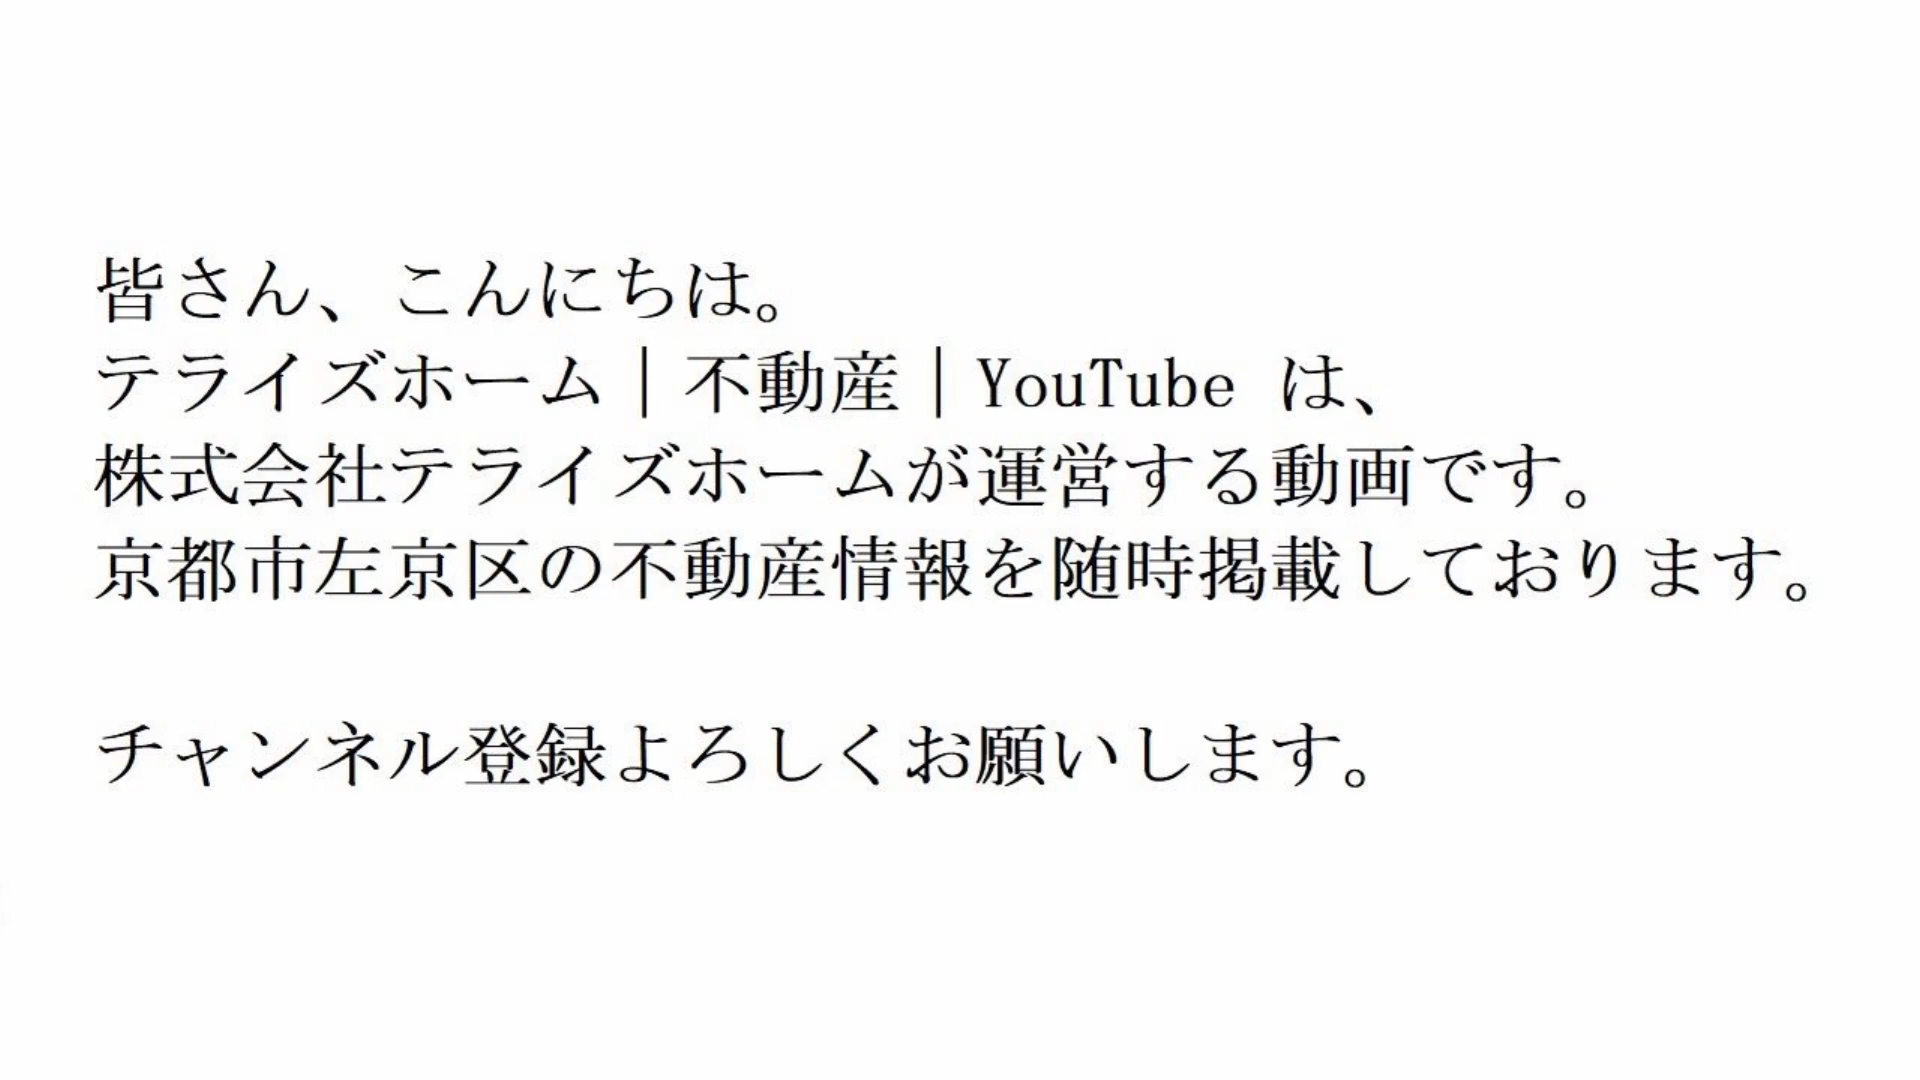 皆さん、こんにちは。
テライズホーム｜不動産｜YouTube は、
株式会社テライズホームが運営する動画です。
京都市左京区の不動産情報を随時掲載しております。
チャンネル登録よろしくお願いします。